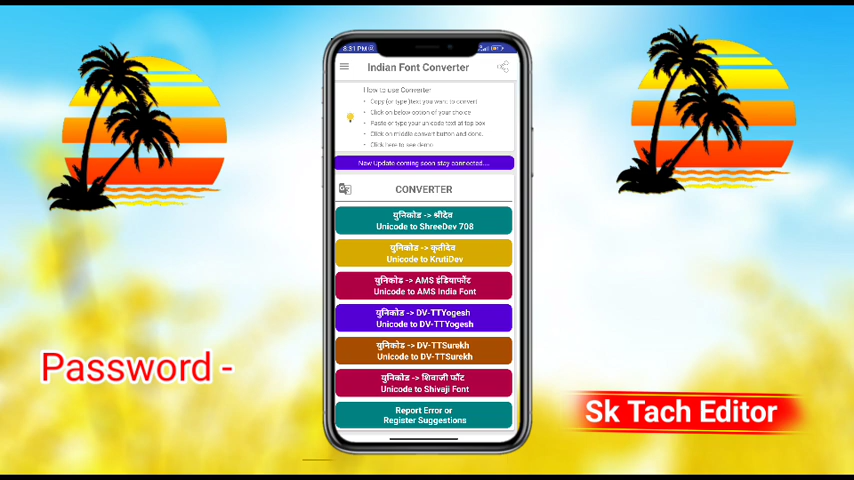 8:31 PM
Indian Font Converter
How to use Converter
• Copy (or type) text you want to convert
• Click on below option of your choice
• Paste or type your uni-code text at top box
• Click on middle convert button and done.
• Click here to see demo
New Update coming soon stay connected....
CONVERTER
युनिकोड -> श्रीदेव
Unicode to ShreeDev 708
युनिकोड -> कृतीदेव
Unicode to KrutiDev
युनिकोड -> AMS इंडियाफॉंट
Unicode to AMS India Font
युनिकोड -> DV-TTYogesh
Unicode to DV-TTYogesh
युनिकोड -> DV-TTSurekh
Unicode to DV-TTSurekh
युनिकोड -> शिवाजी फॉंट
Unicode to Shivaji Font
Report Error or
Register Suggestions
Password -
Sk Tach Editor